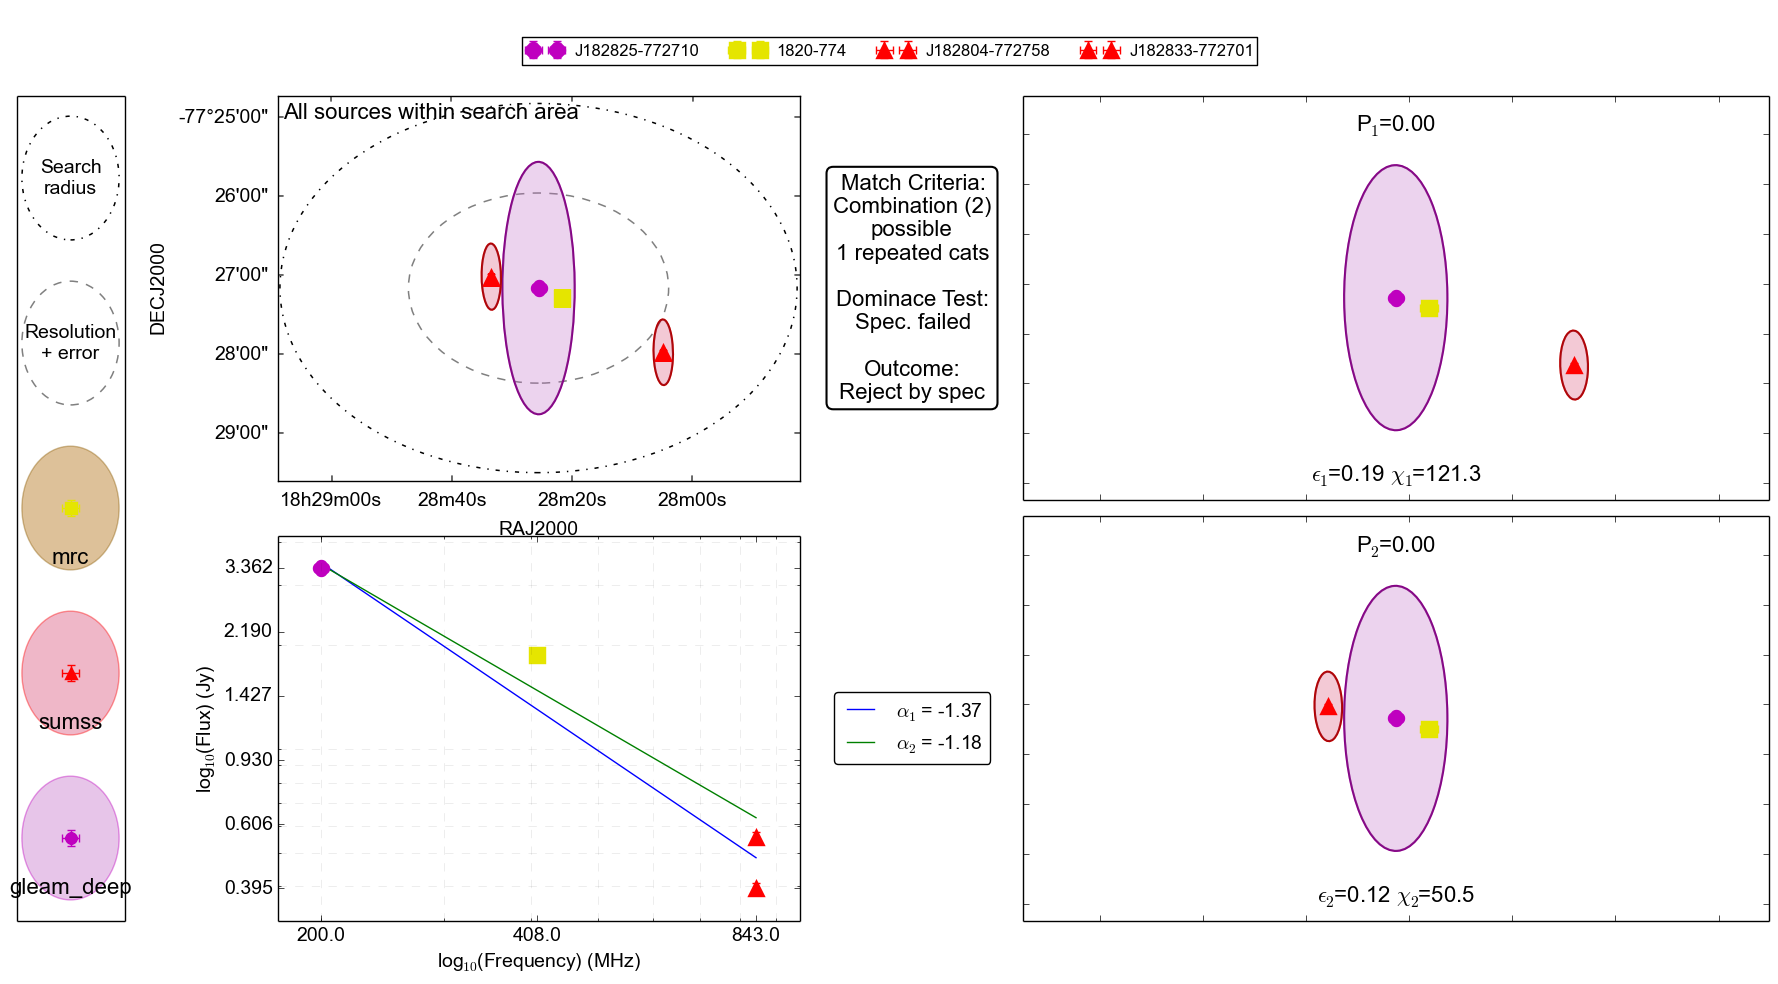 J182825-772710 1820-774 J182804-772758 J182833-772701
Search
radius
Resolution
+ error
mrc
sumss
gleam_deep
All sources within search area
DECJ2000
-77°25'00"
26'00"
27'00"
28'00"
29'00"
18h29m00s 28m40s 28m20s 28m00s
RAJ2000
Match Criteria:
Combination (2)
possible
1 repeated cats
Dominace Test:
Spec. failed
Outcome:
Reject by spec
P₁=0.00
ϵ₁=0.19 χ₁=121.3
log₁₀(Flux) (Jy)
3.362
2.190
1.427
0.930
0.606
0.395
200.0 408.0 843.0
log₁₀(Frequency) (MHz)
α₁ = -1.37
α₂ = -1.18
P₂=0.00
ϵ₂=0.12 χ₂=50.5